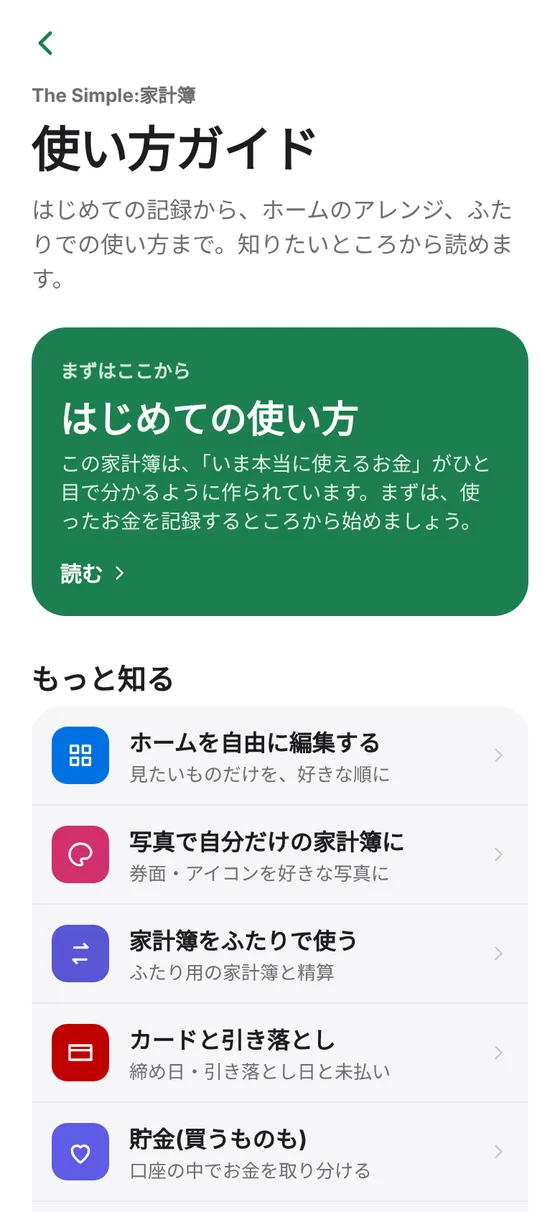 The Simple:家計簿
使い方ガイド
はじめての記録から、ホームのアレンジ、ふた
りでの使い方まで。知りたいところから読めま
す。
まずはここから
はじめての使い方
この家計簿は、「いま本当に使えるお金」がひと
目で分かるように作られています。まずは、使
ったお金を記録するところから始めましょう。
読む
もっと知る
ホームを自由に編集する
見たいものだけを、好きな順に
写真で自分だけの家計簿に
券面・アイコンを好きな写真に
家計簿をふたりで使う
ふたり用の家計簿と精算
カードと引き落とし
締め日・引き落とし日と未払い
貯金(買うものも)
口座の中でお金を取り分ける